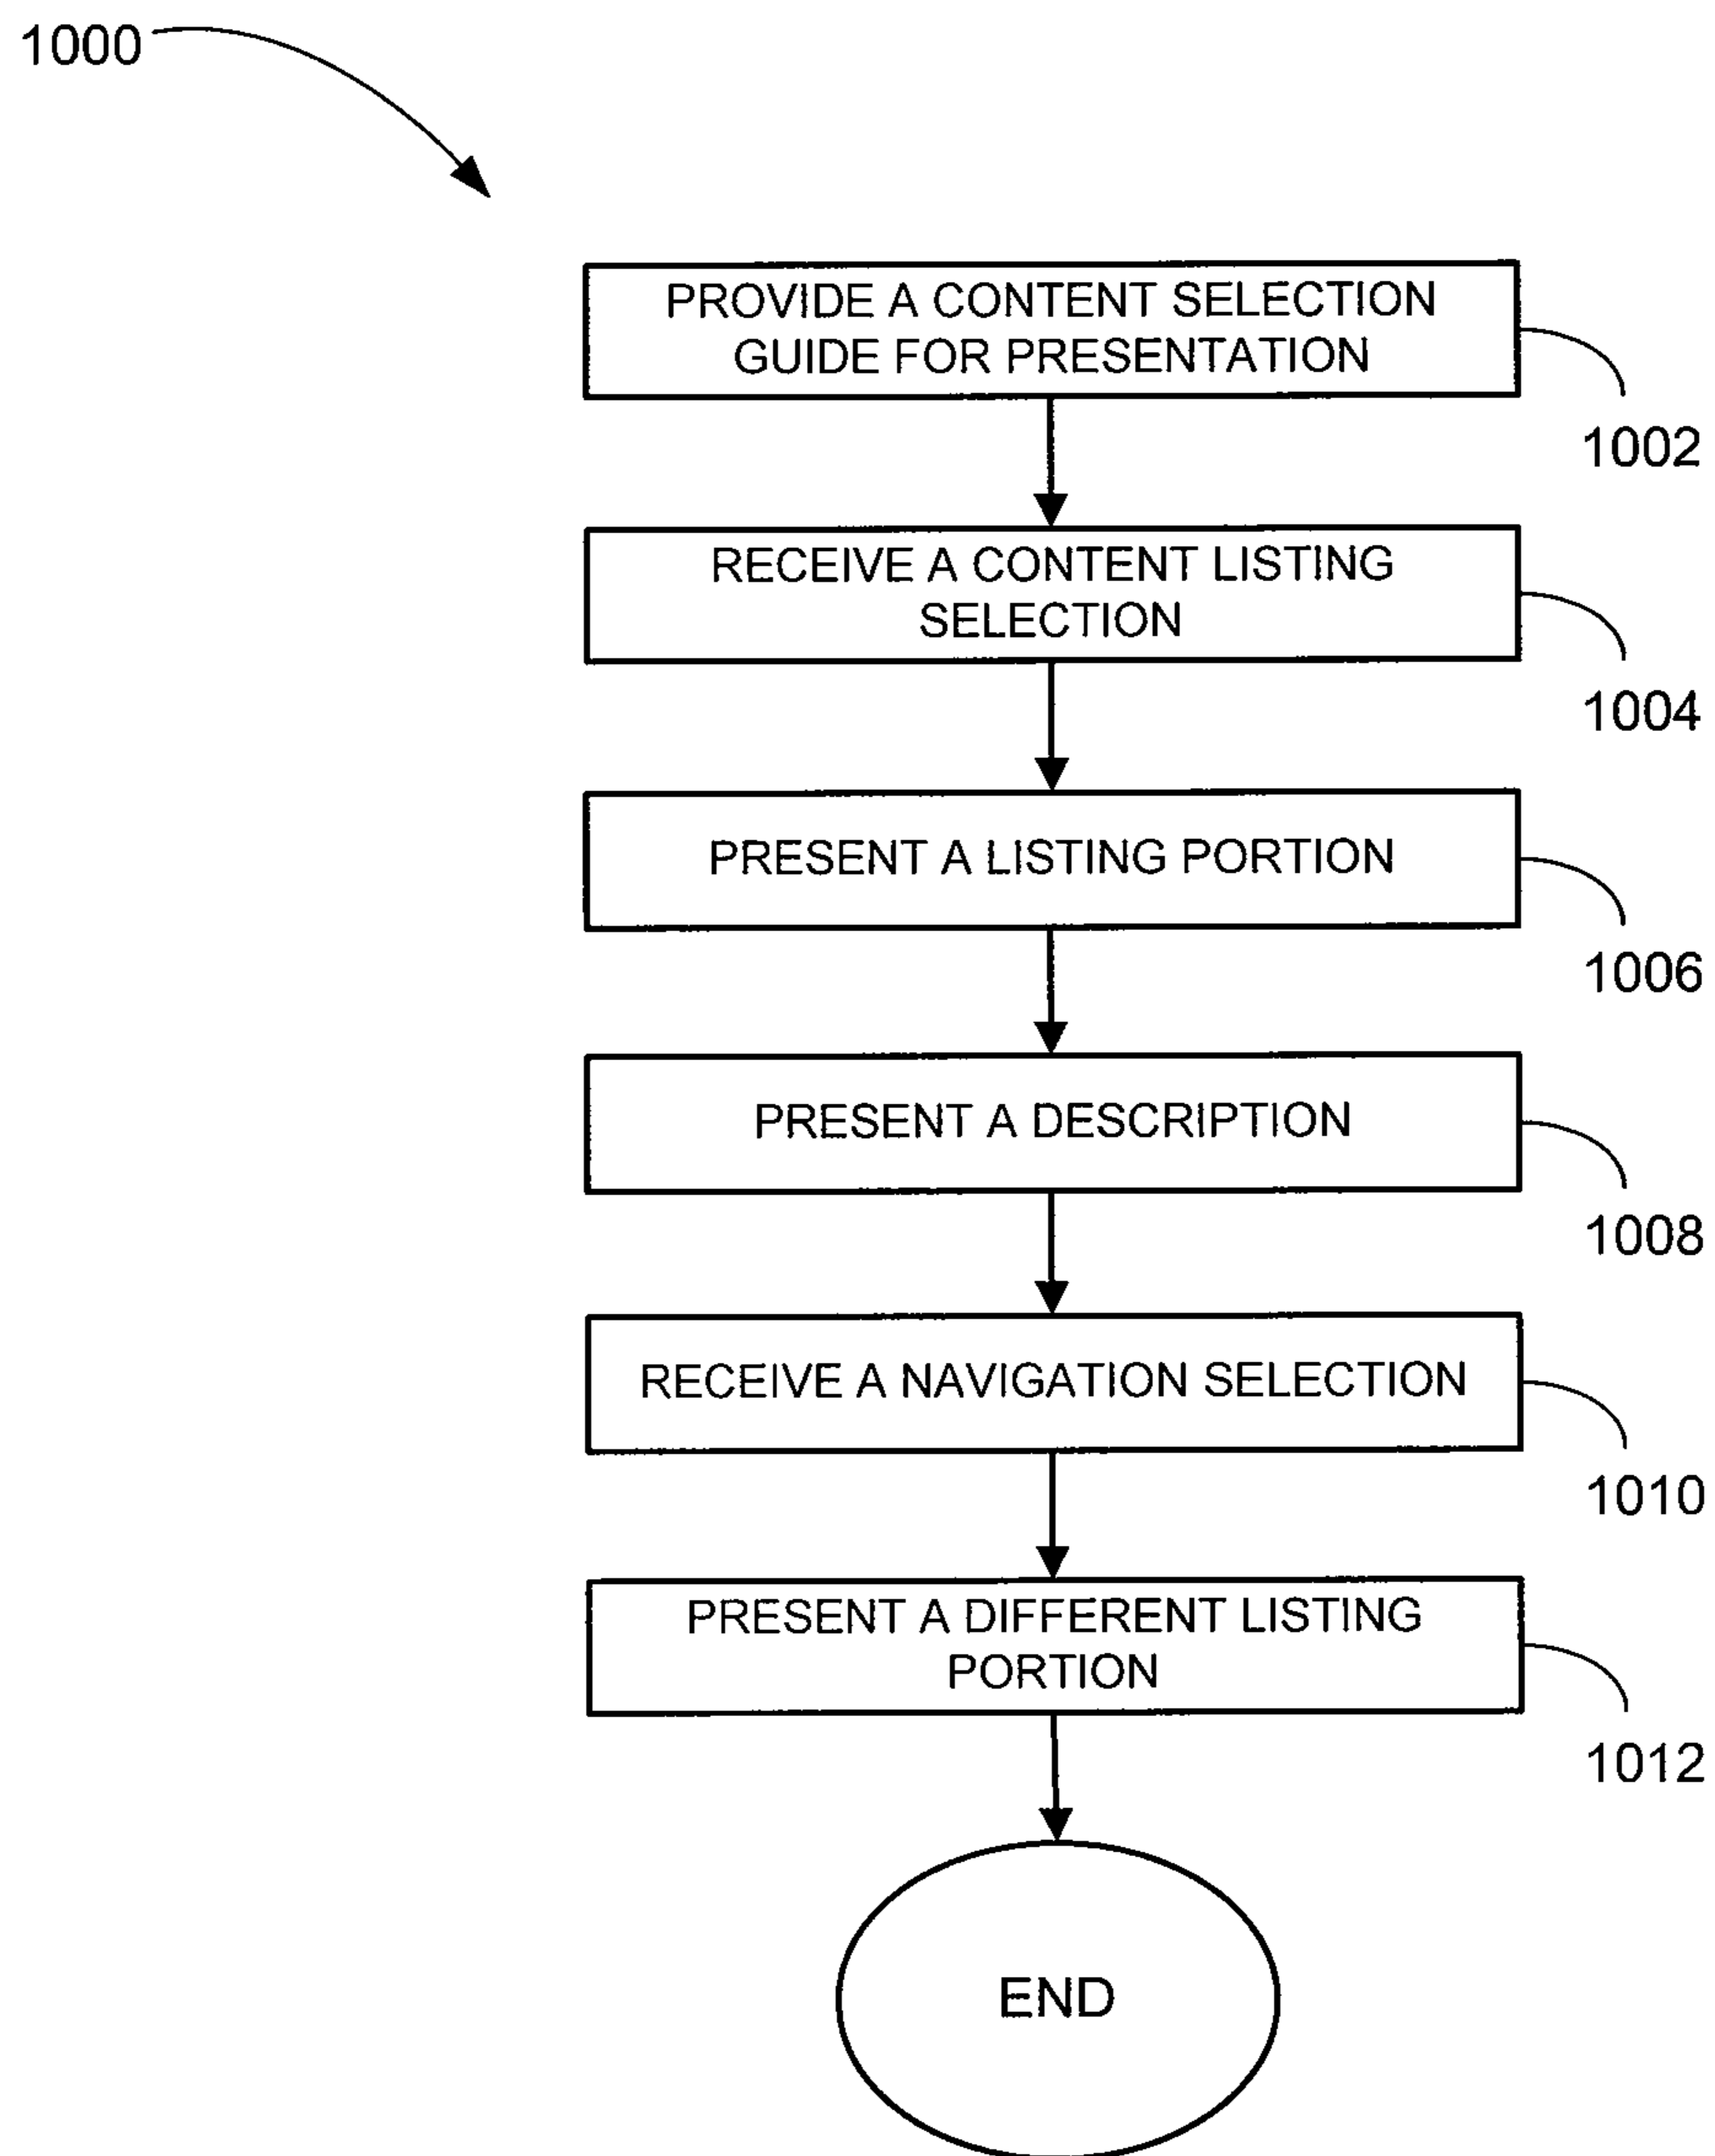 1000
PROVIDE A CONTENT SELECTION
GUIDE FOR PRESENTATION
1002
RECEIVE A CONTENT LISTING
SELECTION
1004
PRESENT A LISTING PORTION
1006
PRESENT A DESCRIPTION
1008
RECEIVE A NAVIGATION SELECTION
1010
PRESENT A DIFFERENT LISTING
PORTION
1012
END